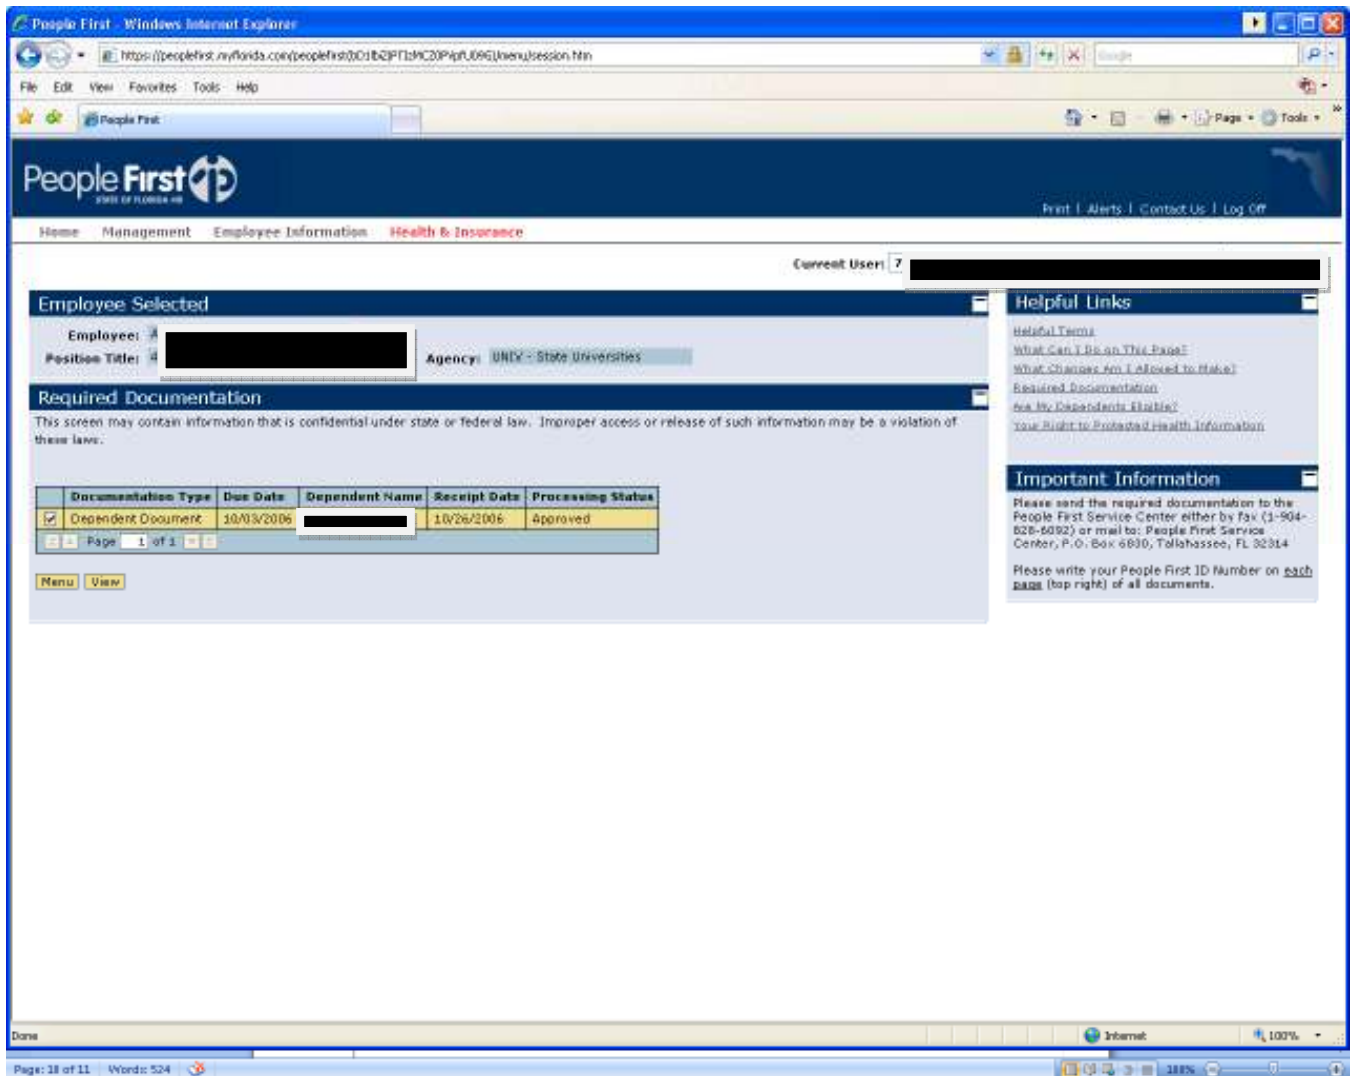 People First - Windows Internet Explorer
Google
File Edit View Favorites Tools Help
People First
Page Tools
People First
STATE OF FLORIDA
Print | Alerts | Contact Us | Log Off
Home Management Employee Information Health & Insurance
Current User: 7
Employee Selected
Employee: A
Position Title: 4
Agency: UNIV - State Universities
Required Documentation
This screen may contain information that is confidential under state or federal law. Improper access or release of such information may be a violation of
these laws.
Documentation Type Due Date Dependent Name Receipt Date Processing Status
Dependent Document 10/03/2006 10/26/2006 Approved
Page 1 of 1
Menu View
Helpful Links
Helpful Terms
What Can I Do on This Page?
What Changes Am I Allowed to Make?
Required Documentation
Are My Dependents Eligible?
Your Right to Protected Health Information
Important Information
Please send the required documentation to the
People First Service Center either by fax (1-904-
828-6092) or mail to: People First Service
Center, P.O. Box 6830, Tallahassee, FL 32314
Please write your People First ID Number on each
page (top right) of all documents.
Done
Internet
100%
Page: 18 of 11 Words: 524
188%